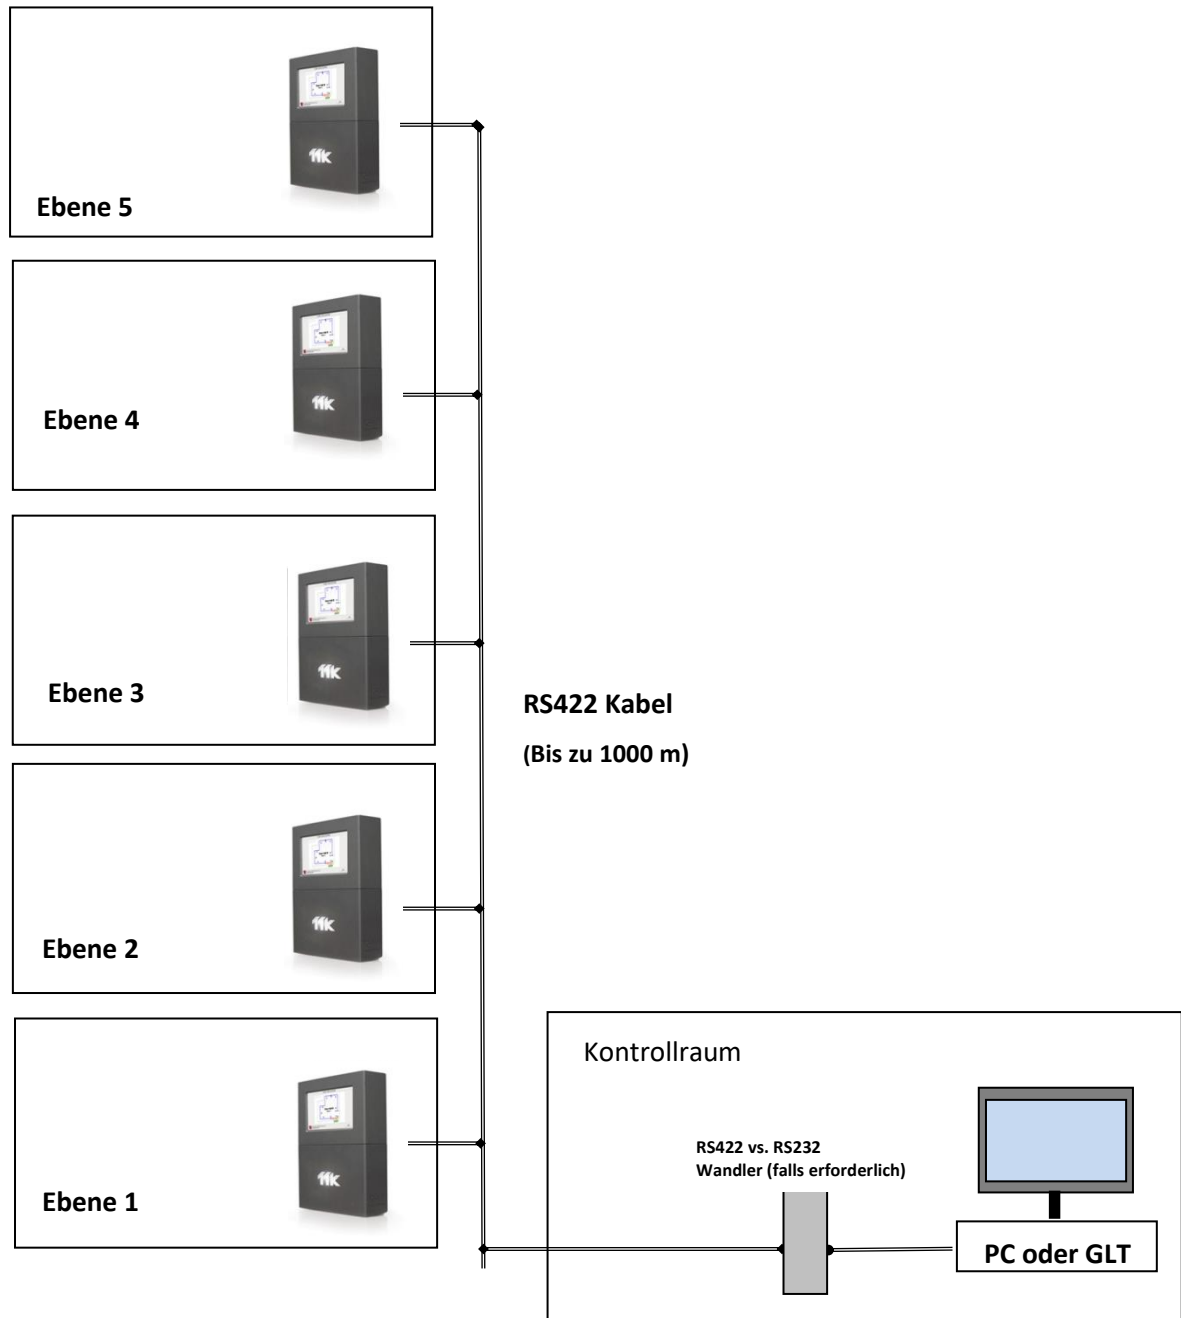 Ebene 5
Ebene 4
Ebene 3
RS422 Kabel
(Bis zu 1000 m)
Ebene 2
Ebene 1
Kontrollraum
RS422 vs. RS232
Wandler (falls erforderlich)
PC oder GLT